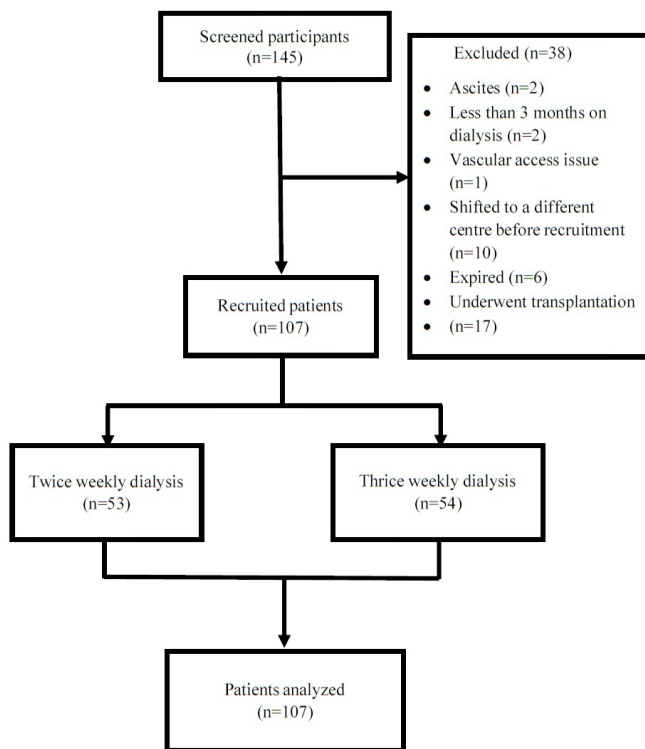 Screened participants
(n=145)
Excluded (n=38)
• Ascites (n=2)
• Less than 3 months on
dialysis (n=2)
• Vascular access issue
(n=1)
• Shifted to a different
centre before recruitment
(n=10)
• Expired (n=6)
• Underwent transplantation
• (n=17)
Recruited patients
(n=107)
Twice weekly dialysis
(n=53)
Thrice weekly dialysis
(n=54)
Patients analyzed
(n=107)